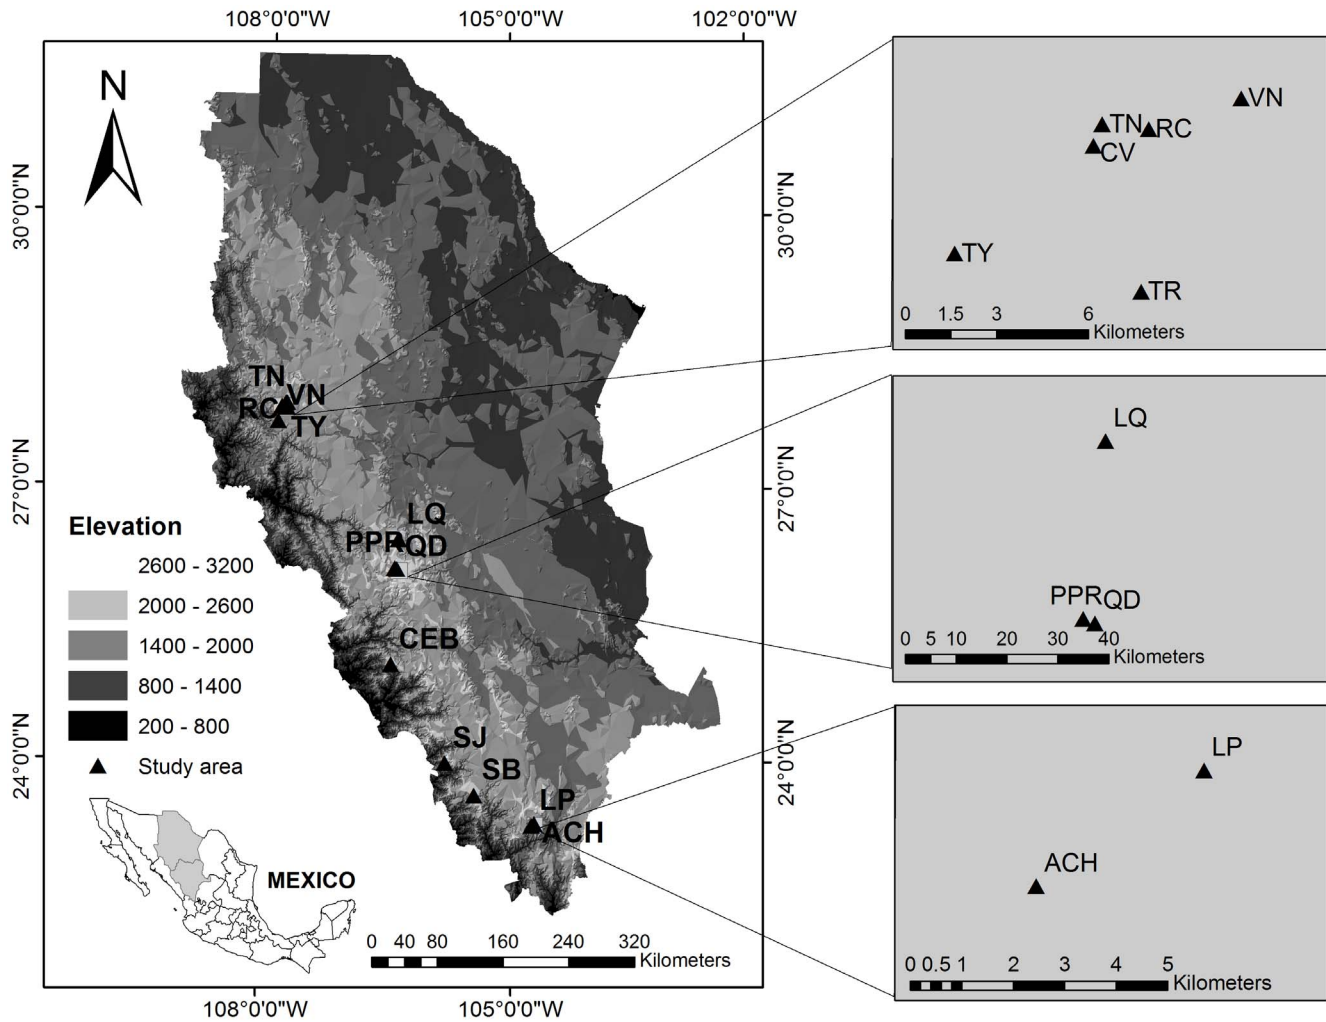 108°0'0"W 105°0'0"W 102°0'0"W
N
30°0'0"N
27°0'0"N
24°0'0"N
30°0'0"N
27°0'0"N
24°0'0"N
TN
VN
RC
TY
LQ
PPR QD
CEB
SJ
SB
LP
ACH
Elevation
2600 - 3200
2000 - 2600
1400 - 2000
800 - 1400
200 - 800
Study area
MEXICO
0 40 80 160 240 320
Kilometers
108°0'0"W 105°0'0"W
VN
TN RC
CV
TY
TR
0 1.5 3 6
Kilometers
LQ
PPR QD
0 5 10 20 30 40
Kilometers
LP
ACH
0 0.5 1 2 3 4 5
Kilometers